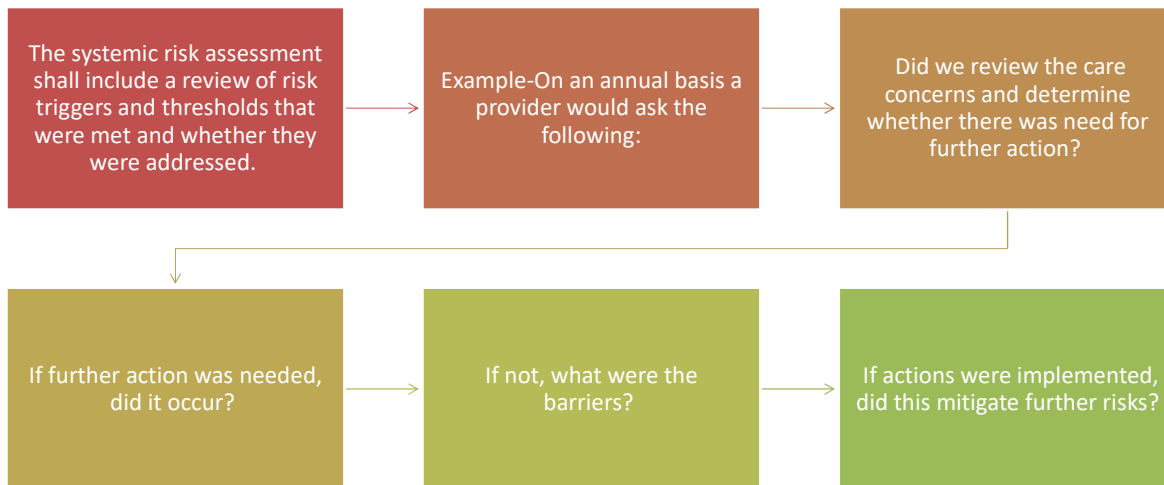 The systemic risk assessment
shall include a review of risk
triggers and thresholds that
were met and whether they
were addressed.
Example-On an annual basis a
provider would ask the
following:
Did we review the care
concerns and determine
whether there was need for
further action?
If further action was needed,
did it occur?
If not, what were the
barriers?
If actions were implemented,
did this mitigate further risks?